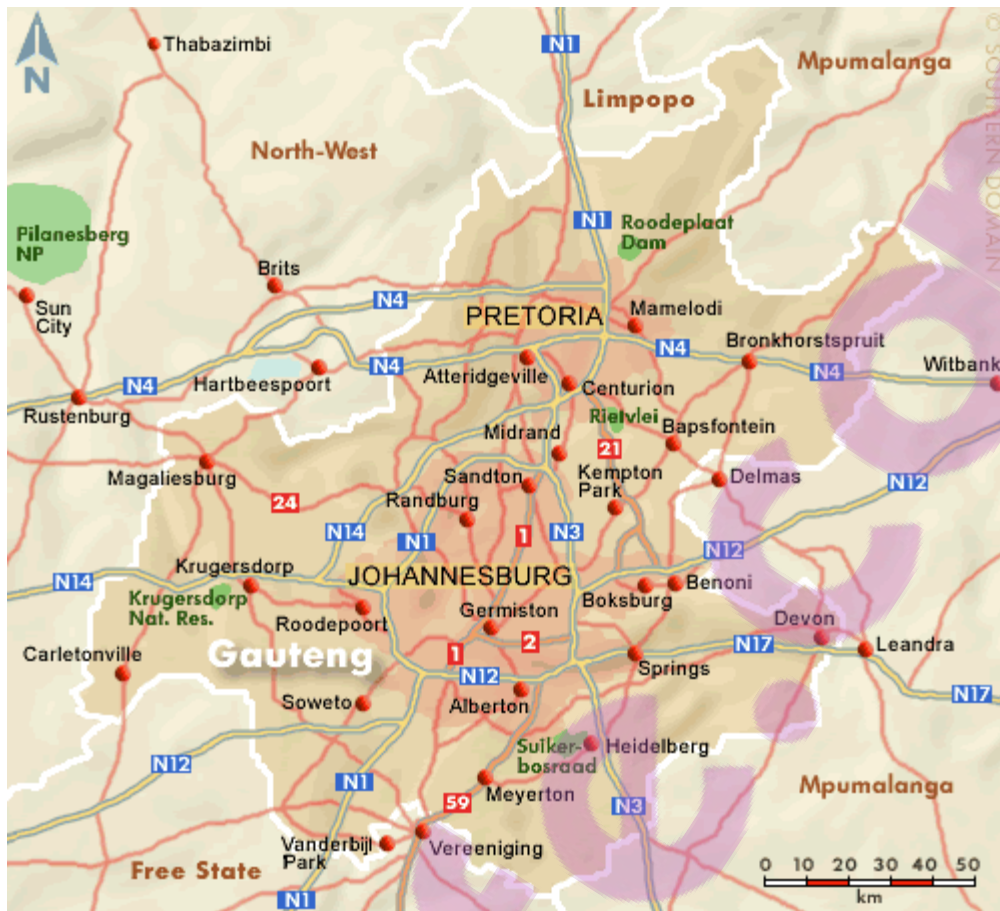 N
Thabazimbi
N1
Mpumalanga
Limpopo
© SOUTHERN DOMAIN
North-West
N1
Roodeplaat
Dam
Pilanesberg
NP
Brits
Sun
City
N4
PRETORIA
Mamelodi
Bronkhorstspruit
N4
N4
Hartbeespoort
N4
Atteridgeville
Centurion
N4
Witbank
Rustenburg
Rietvlei
Midrand
Bapsfontein
21
Magaliesburg
Sandton
Kempton
Park
Delmas
N12
Randburg
24
N14
N1
1
N3
N12
N14
Krugersdorp
JOHANNESBURG
Boksburg
Benoni
Krugersdorp
Nat. Res.
Roodepoort
Germiston
Devon
Carletonville
Gauteng
1
2
N17
Leandra
Springs
N12
N17
Soweto
Alberton
Suiker-
bosraad
Heidelberg
N12
N1
Meyerton
Mpumalanga
59
N3
Vanderbijl
Park
Vereeniging
Free State
N1
0 10 20 30 40 50
km